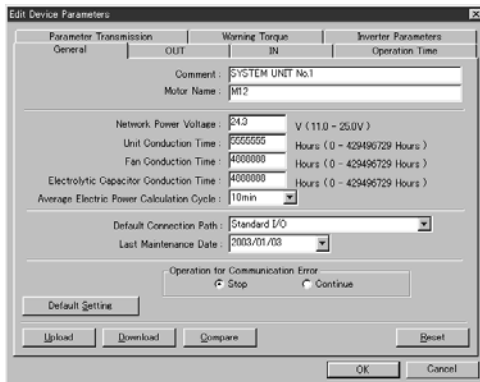 Edit Device Parameters
Parameter Transmission Warning Torque Inverter Parameters
General OUT IN Operation Time
Comment : SYSTEM UNIT No.1
Motor Name : M12
Network Power Voltage : 24.3 V ( 11.0 - 25.0V )
Unit Conduction Time : 5555555 Hours ( 0 - 429496729 Hours )
Fan Conduction Time : 4000000 Hours ( 0 - 429496729 Hours )
Electrolytic Capacitor Conduction Time : 4000000 Hours ( 0 - 429496729 Hours )
Average Electric Power Calculation Cycle : 10min
Default Connection Path : Standard I/O
Last Maintenance Date : 2003/01/03
Operation for Communication Error
Stop Continue
Default Setting
Upload Download Compare Reset
OK Cancel